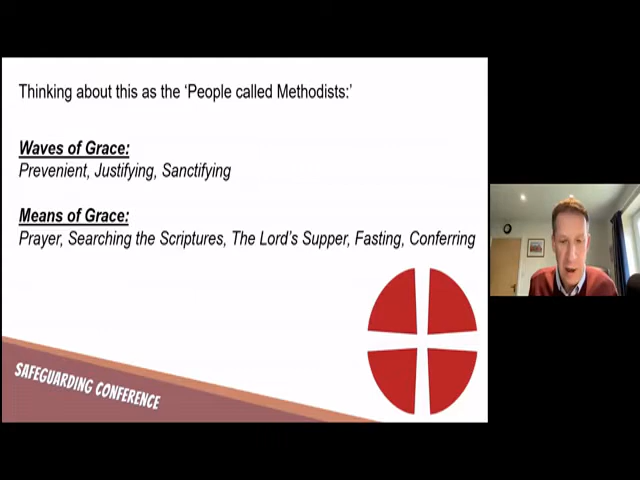 Thinking about this as the ‘People called Methodists:’
Waves of Grace:
Prevenient, Justifying, Sanctifying
Means of Grace:
Prayer, Searching the Scriptures, The Lord’s Supper, Fasting, Conferring
SAFEGUARDING CONFERENCE